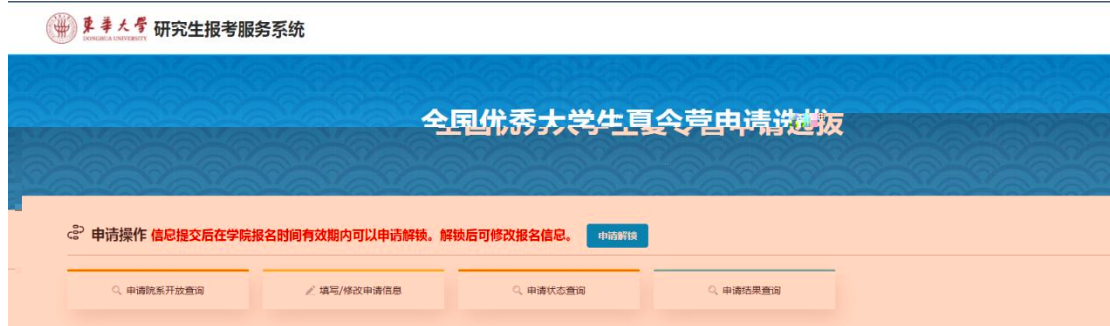 東華大学 研究生报考服务系统
DONGHUA UNIVERSITY
全国优秀大学生夏令营申请选拔
申请操作 信息提交后在学院报名时间有效期内可以申请解锁。解锁后可修改报名信息。 申请解锁
申请院系开放查询 填写/修改申请信息 申请状态查询 申请结果查询